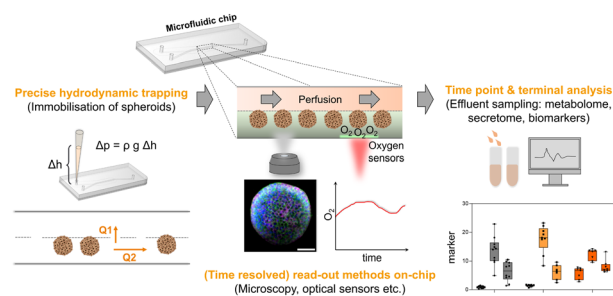 Microfluidic chip
Precise hydrodynamic trapping
(Immobilisation of spheroids)
Δp = ρ g Δh
Δh
Q1
Q2
Perfusion
O₂ O₂ O₂
Oxygen
sensors
O₂
time
(Time resolved) read-out methods on-chip
(Microscopy, optical sensors etc.)
Time point & terminal analysis
(Effluent sampling: metabolome,
secretome, biomarkers)
marker
30
20
10
0